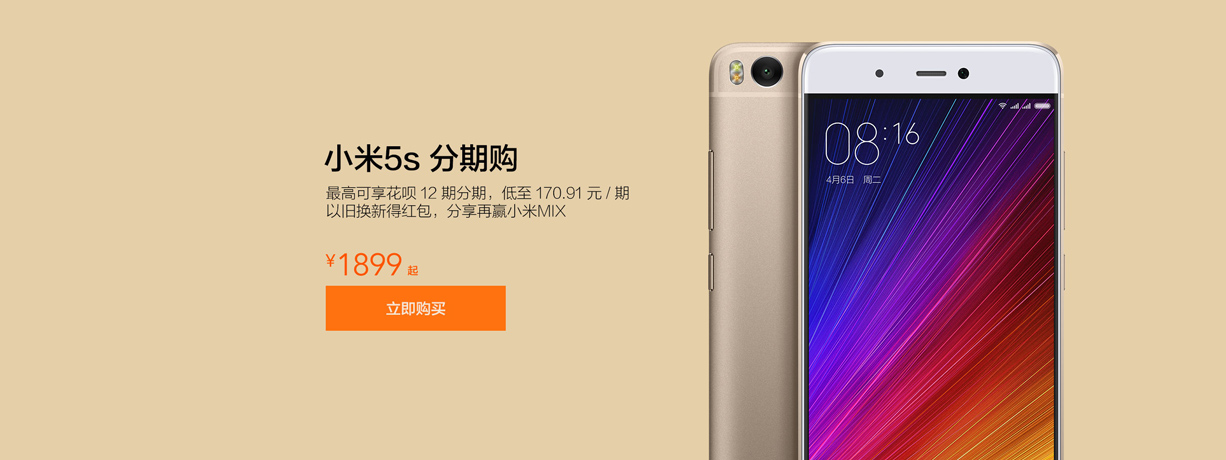 小米5s 分期购
最高可享花呗 12 期分期，低至 170.91 元 / 期
以旧换新得红包，分享再赢小米MIX
¥1899 起
立即购买
08:16
4月6日 周二